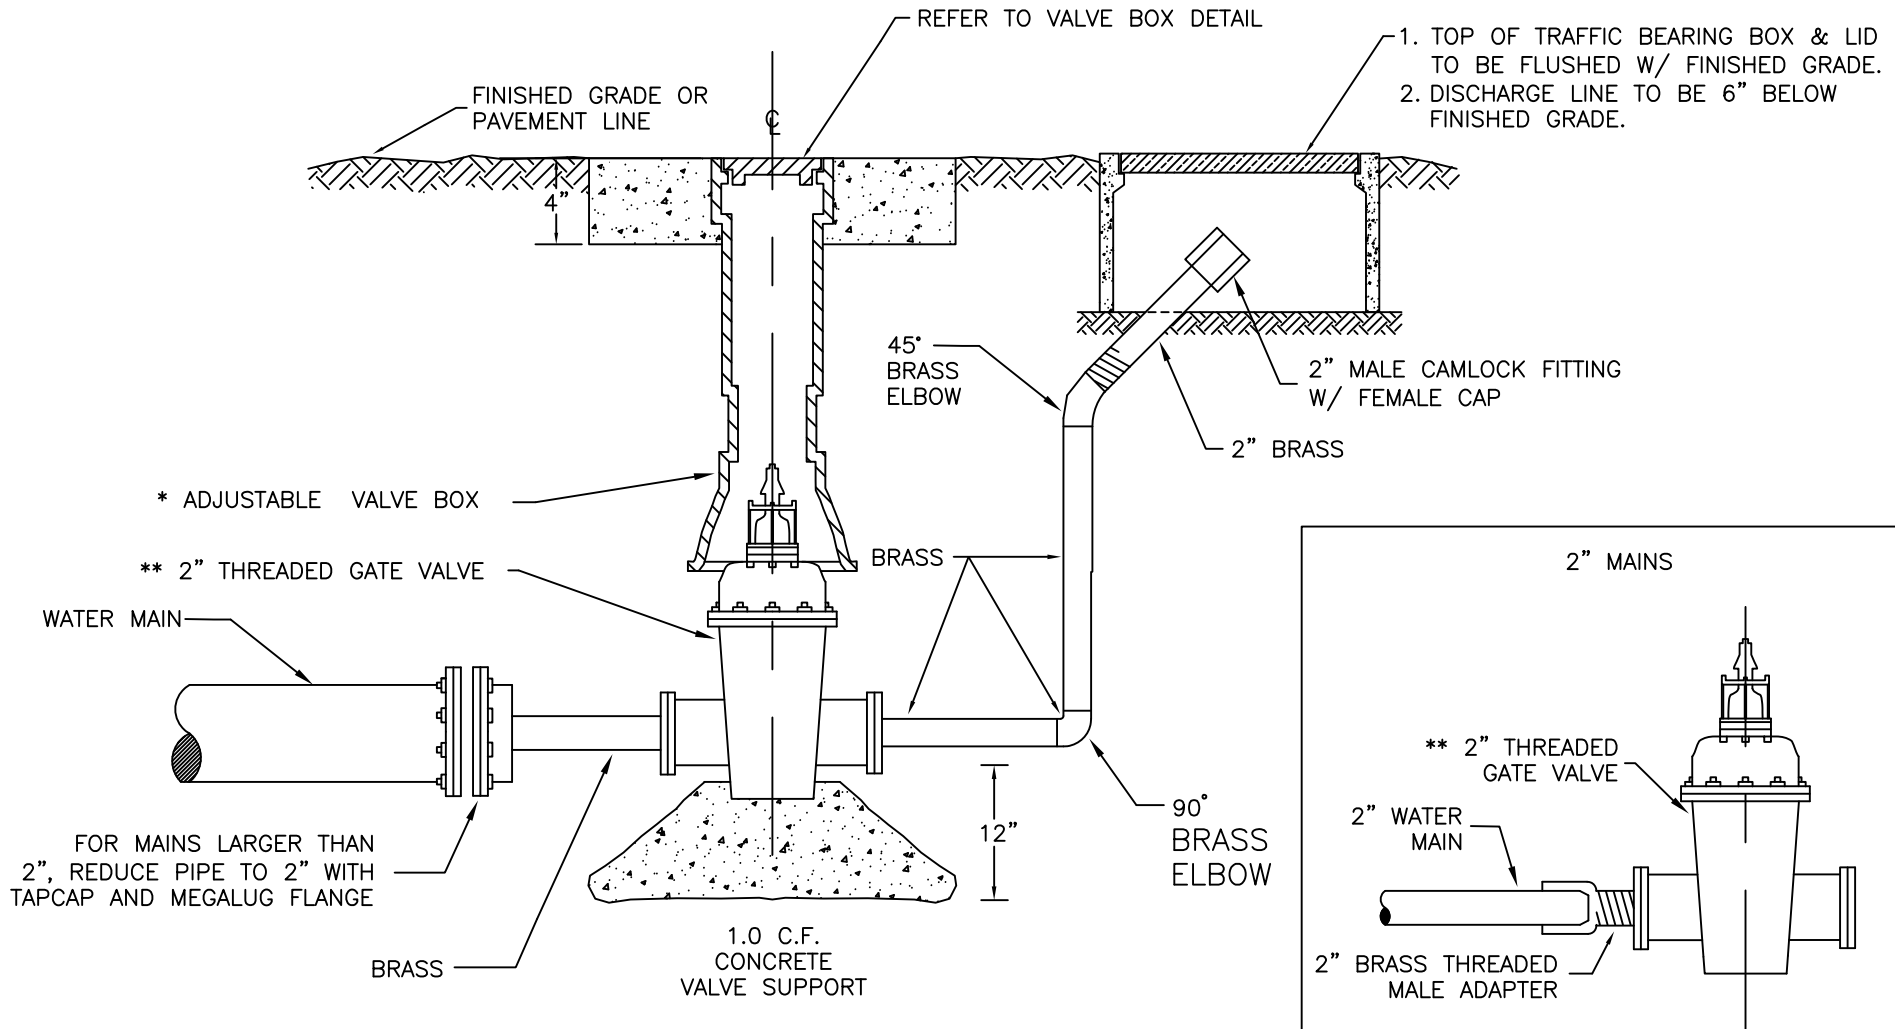 REFER TO VALVE BOX DETAIL
1. TOP OF TRAFFIC BEARING BOX & LID
TO BE FLUSHED W/ FINISHED GRADE.
2. DISCHARGE LINE TO BE 6” BELOW
FINISHED GRADE.
FINISHED GRADE OR
PAVEMENT LINE
℄
4”
45°
BRASS
ELBOW
2” MALE CAMLOCK FITTING
W/ FEMALE CAP
2” BRASS
* ADJUSTABLE VALVE BOX
** 2” THREADED GATE VALVE
BRASS
WATER MAIN
12”
90°
BRASS
ELBOW
FOR MAINS LARGER THAN
2”, REDUCE PIPE TO 2” WITH
TAPCAP AND MEGALUG FLANGE
BRASS
1.0 C.F.
CONCRETE
VALVE SUPPORT
2” MAINS
** 2” THREADED
GATE VALVE
2” WATER
MAIN
2” BRASS THREADED
MALE ADAPTER